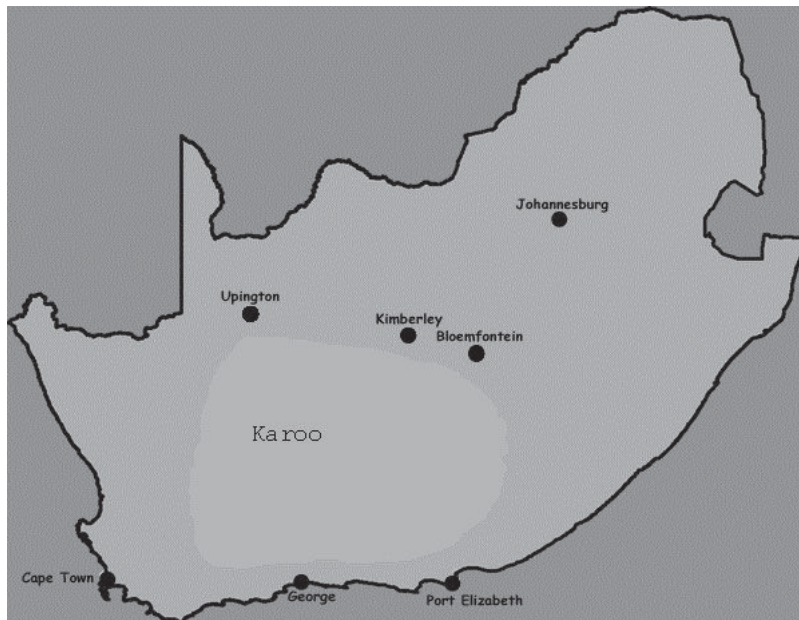 Johannesburg
Upington
Kimberley
Bloemfontein
Karoo
Cape Town
George
Port Elizabeth